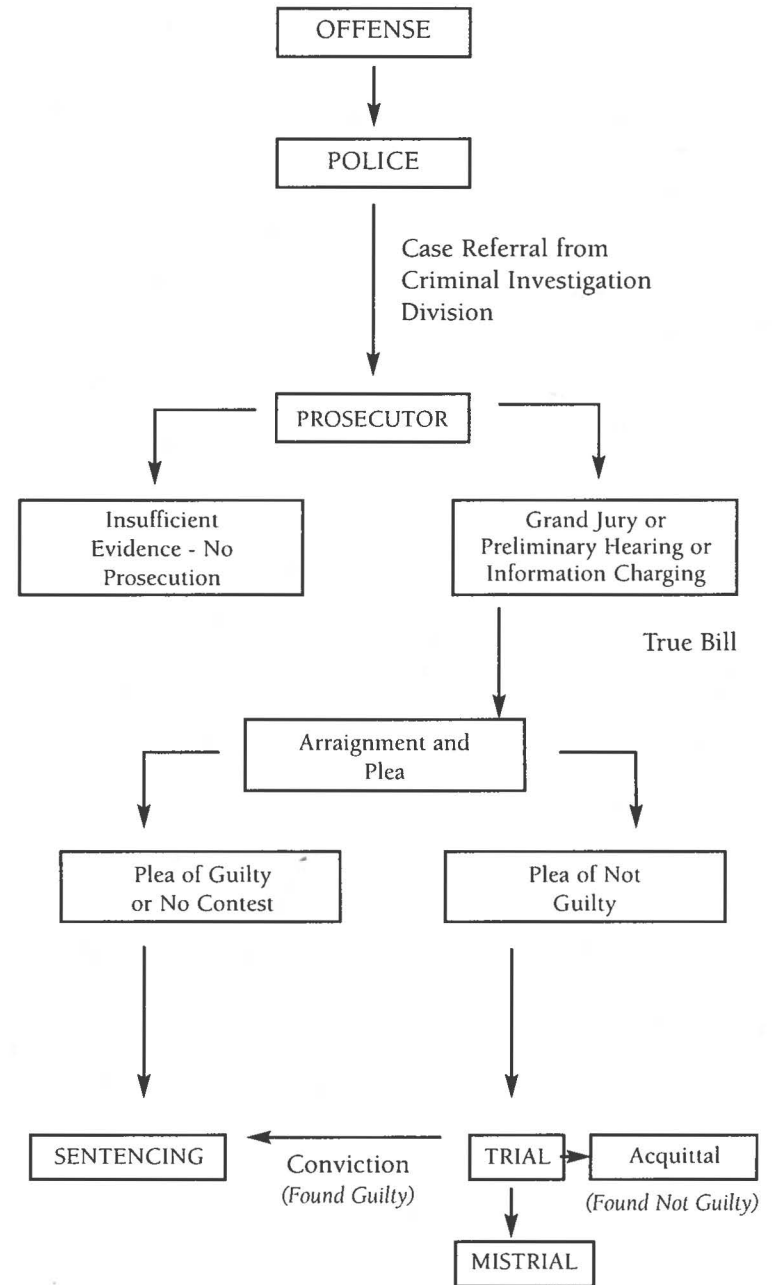 OFFENSE
POLICE
Case Referral from
Criminal Investigation
Division
PROSECUTOR
Insufficient
Evidence - No
Prosecution
Grand Jury or
Preliminary Hearing or
Information Charging
True Bill
Arraignment and
Plea
Plea of Guilty
or No Contest
Plea of Not
Guilty
SENTENCING
Conviction
(Found Guilty)
TRIAL
Acquittal
(Found Not Guilty)
MISTRIAL